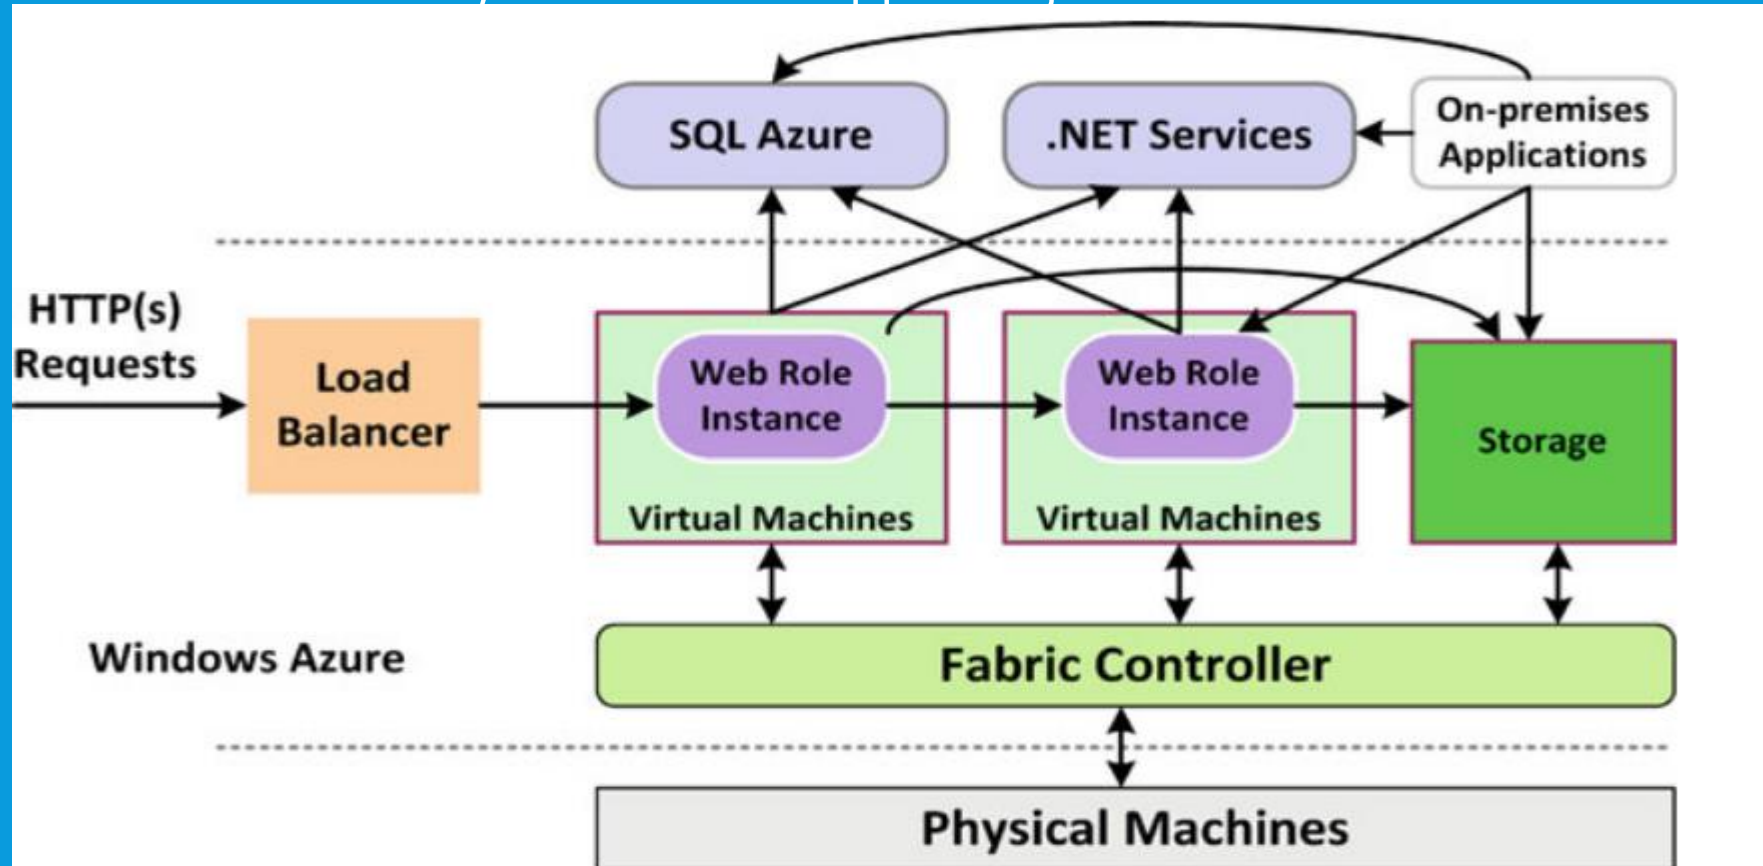 SQL Azure
.NET Services
On-premises
Applications
HTTP(s)
Requests
Load
Balancer
Web Role
Instance
Virtual Machines
Web Role
Instance
Virtual Machines
Storage
Windows Azure
Fabric Controller
Physical Machines